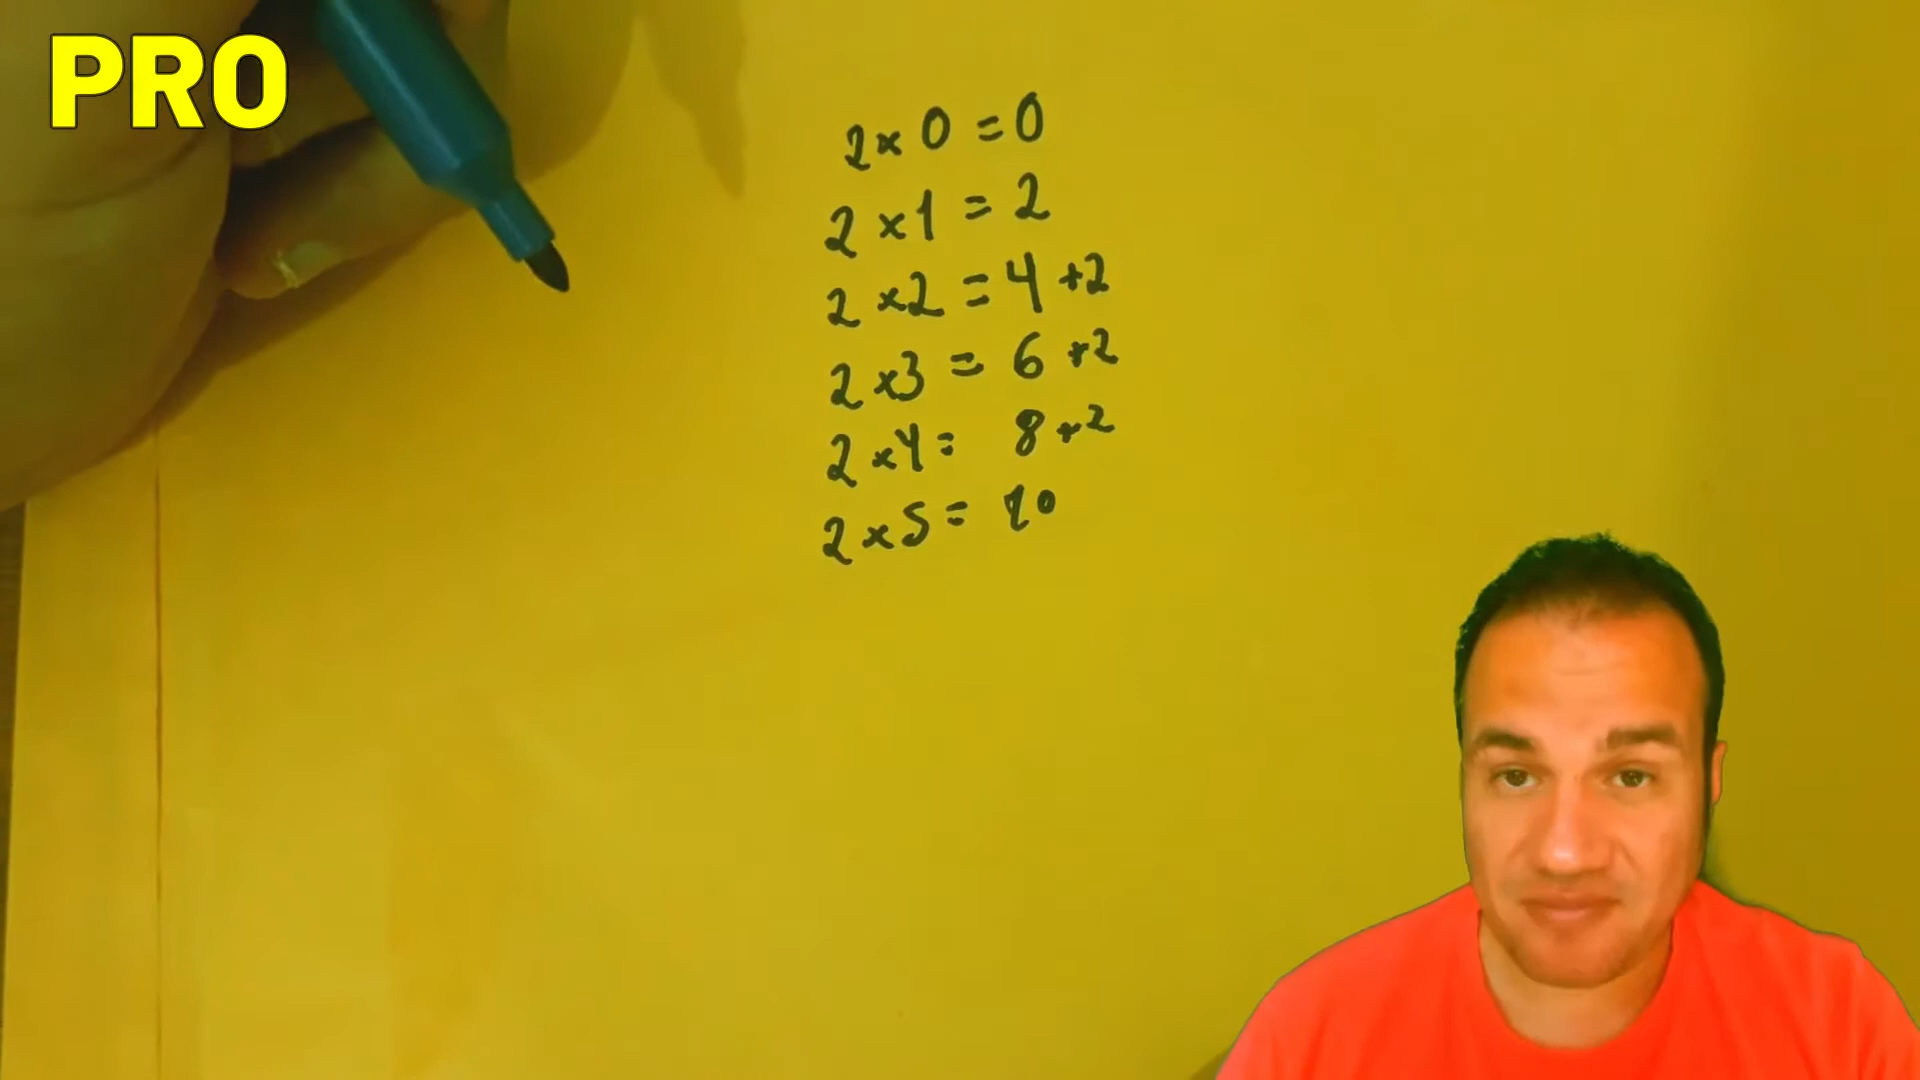 PRO
2 x 0 = 0
2 x 1 = 2
2 x 2 = 4 +2
2 x 3 = 6 +2
2 x 4 = 8 +2
2 x 5 = 10